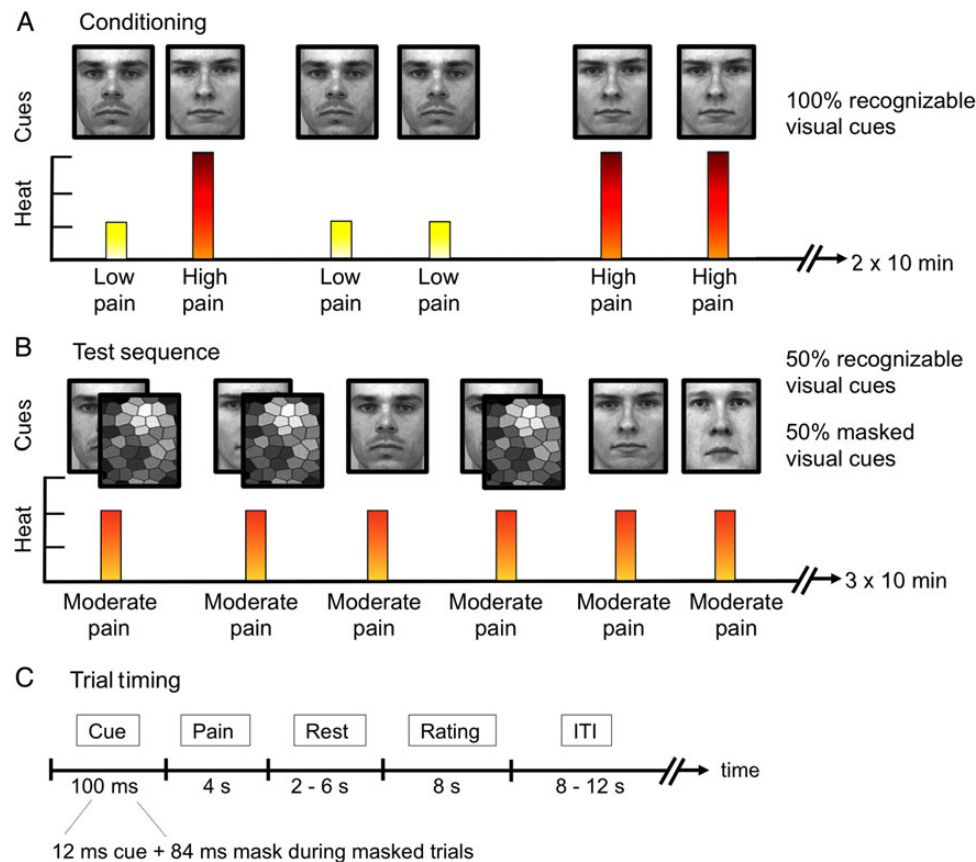 A Conditioning
Cues
100% recognizable
visual cues
Heat
Low
pain
High
pain
Low
pain
Low
pain
High
pain
High
pain
2 x 10 min
B Test sequence
Cues
50% recognizable
visual cues
50% masked
visual cues
Heat
Moderate
pain
Moderate
pain
Moderate
pain
Moderate
pain
Moderate
pain
Moderate
pain
3 x 10 min
C Trial timing
Cue Pain Rest Rating ITI
time
100 ms 4 s 2 - 6 s 8 s 8 - 12 s
12 ms cue + 84 ms mask during masked trials